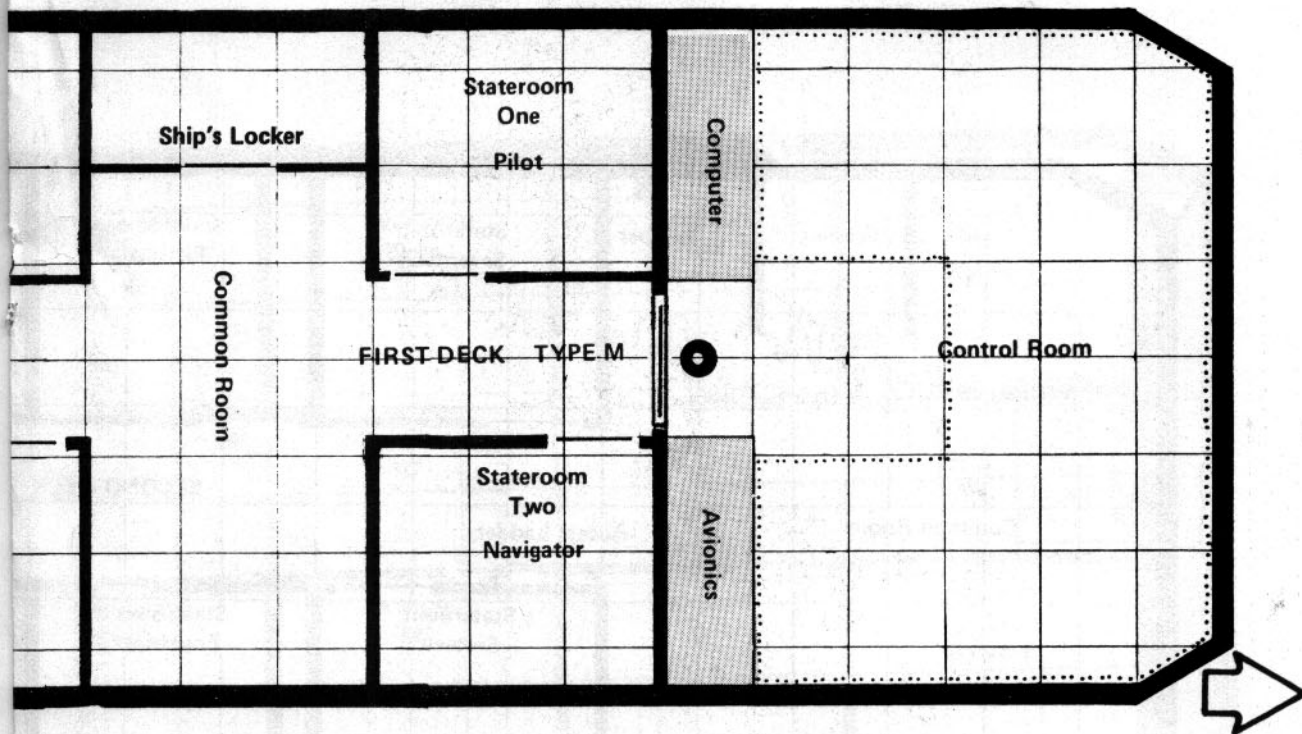 Stateroom
One
Pilot
Ship's Locker
Computer
Common Room
FIRST DECK TYPE M
Control Room
Stateroom
Two
Navigator
Avionics